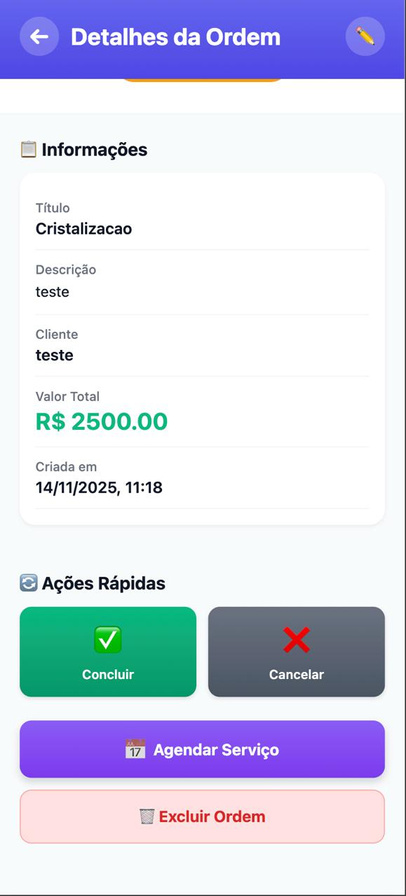 Detalhes da Ordem
Informações
Título
Cristalizacao
Descrição
teste
Cliente
teste
Valor Total
R$ 2500.00
Criada em
14/11/2025, 11:18
Ações Rápidas
Concluir
Cancelar
17 Agendar Serviço
Excluir Ordem